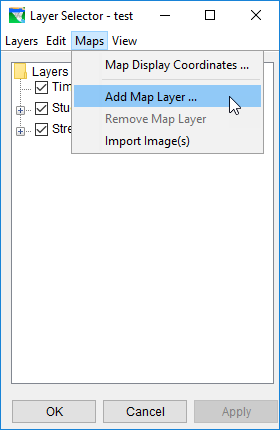 Layer Selector - test
Layers Edit Maps View
Map Display Coordinates ...
Add Map Layer ...
Remove Map Layer
Import Image(s)
Layers
OK Cancel Apply